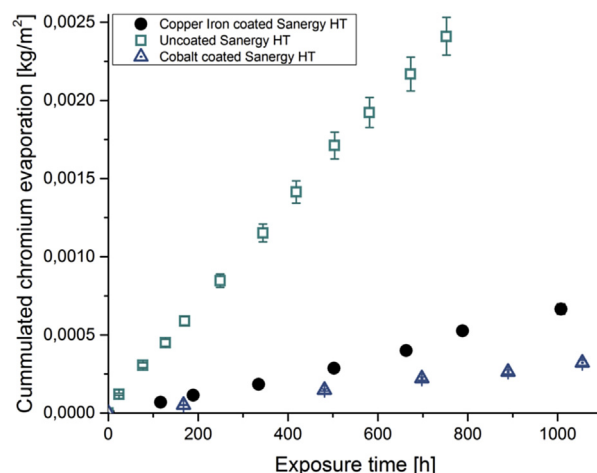 Copper Iron coated Sanergy HT
Uncoated Sanergy HT
Cobalt coated Sanergy HT
Cummulated chromium evaporation [kg/m²]
0,0025
0,0020
0,0015
0,0010
0,0005
0,0000
0 200 400 600 800 1000
Exposure time [h]